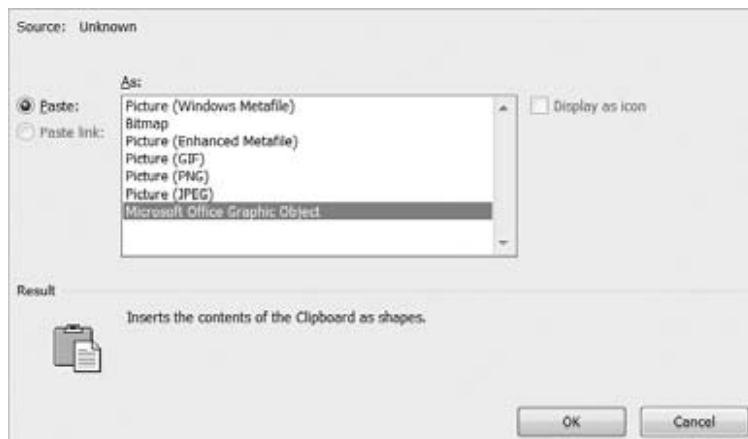 Source: Unknown
As:
Paste:
Paste link:
Picture (Windows Metafile)
Bitmap
Picture (Enhanced Metafile)
Picture (GIF)
Picture (PNG)
Picture (JPEG)
Microsoft Office Graphic Object
Display as icon
Result
Inserts the contents of the Clipboard as shapes.
OK
Cancel